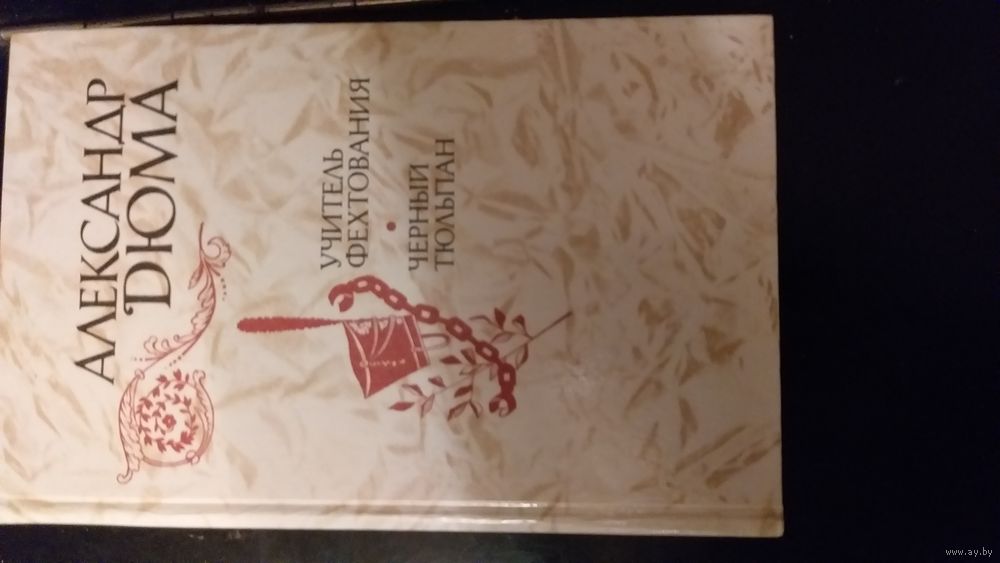 АЛЕКСАНДР
ДЮМА
УЧИТЕЛЬ
ФЕХТОВАНИЯ
•
ЧЕРНЫЙ
ТЮЛЬПАН
www.ay.by